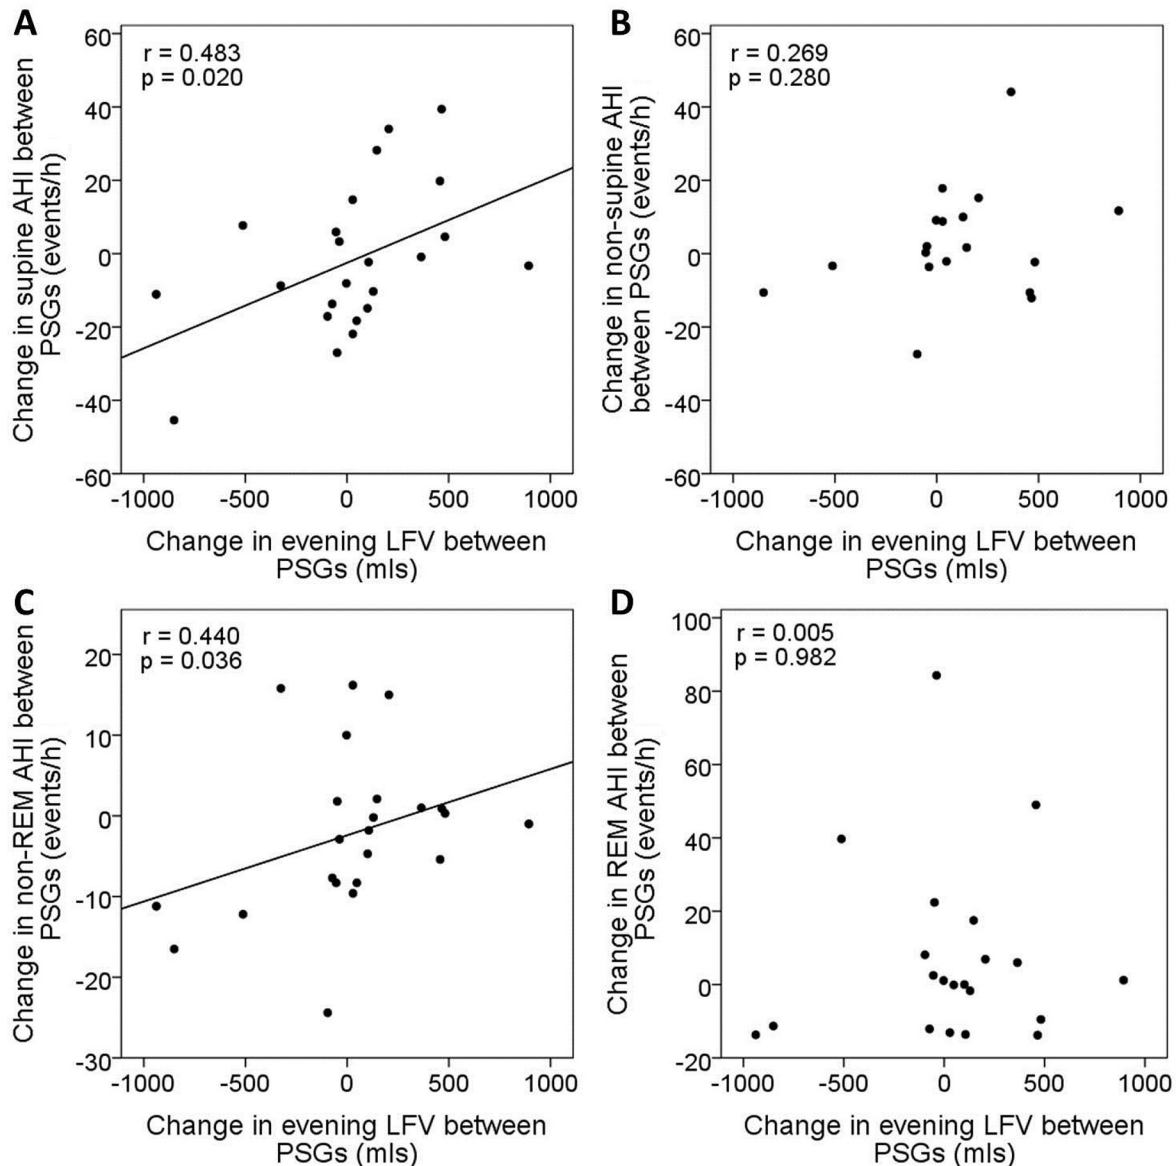 A
r = 0.483
p = 0.020
Change in supine AHI between
PSGs (events/h)
60
40
20
0
-20
-40
-60
-1000 -500 0 500 1000
Change in evening LFV between
PSGs (mls)
B
r = 0.269
p = 0.280
Change in non-supine AHI
between PSGs (events/h)
60
40
20
0
-20
-40
-60
-1000 -500 0 500 1000
Change in evening LFV between
PSGs (mls)
C
r = 0.440
p = 0.036
Change in non-REM AHI between
PSGs (events/h)
20
10
0
-10
-20
-30
-1000 -500 0 500 1000
Change in evening LFV between
PSGs (mls)
D
r = 0.005
p = 0.982
Change in REM AHI between
PSGs (events/h)
100
80
60
40
20
0
-20
-1000 -500 0 500 1000
Change in evening LFV between
PSGs (mls)